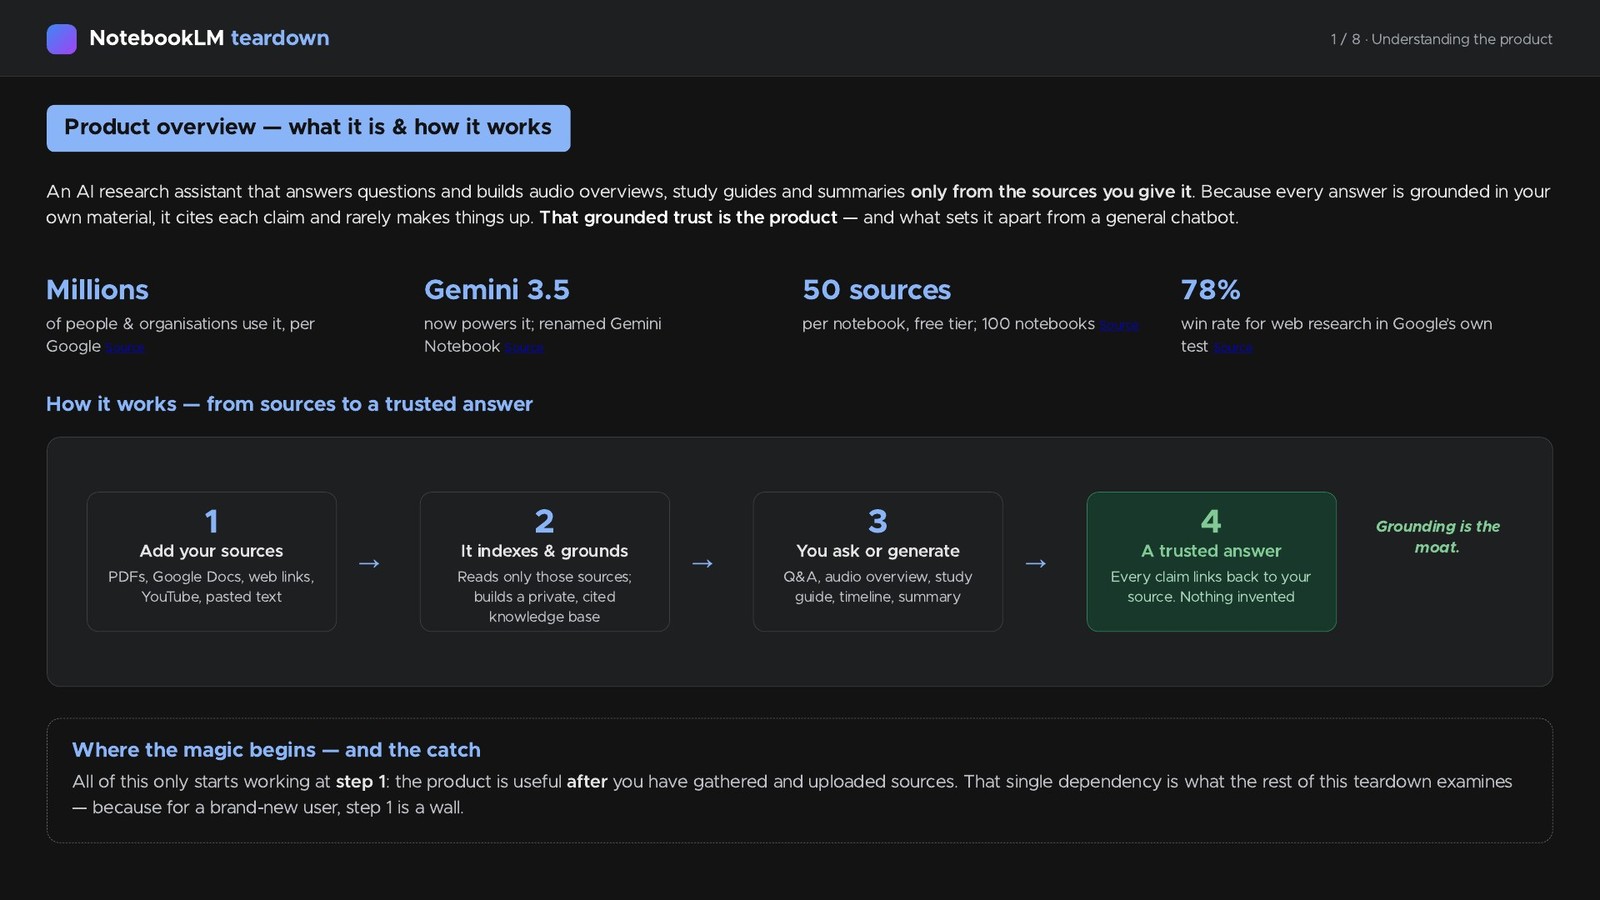 NotebookLM teardown
1 / 8 · Understanding the product
Product overview — what it is & how it works
An AI research assistant that answers questions and builds audio overviews, study guides and summaries only from the sources you give it. Because every answer is grounded in your
own material, it cites each claim and rarely makes things up. That grounded trust is the product — and what sets it apart from a general chatbot.
Millions
of people & organisations use it, per
Google source
Gemini 3.5
now powers it; renamed Gemini
Notebook source
50 sources
per notebook, free tier; 100 notebooks source
78%
win rate for web research in Google's own
test source
How it works — from sources to a trusted answer
1
Add your sources
PDFs, Google Docs, web links,
YouTube, pasted text
→
2
It indexes & grounds
Reads only those sources;
builds a private, cited
knowledge base
→
3
You ask or generate
Q&A, audio overview, study
guide, timeline, summary
→
4
A trusted answer
Every claim links back to your
source. Nothing invented
Grounding is the
moat.
Where the magic begins — and the catch
All of this only starts working at step 1: the product is useful after you have gathered and uploaded sources. That single dependency is what the rest of this teardown examines
— because for a brand-new user, step 1 is a wall.